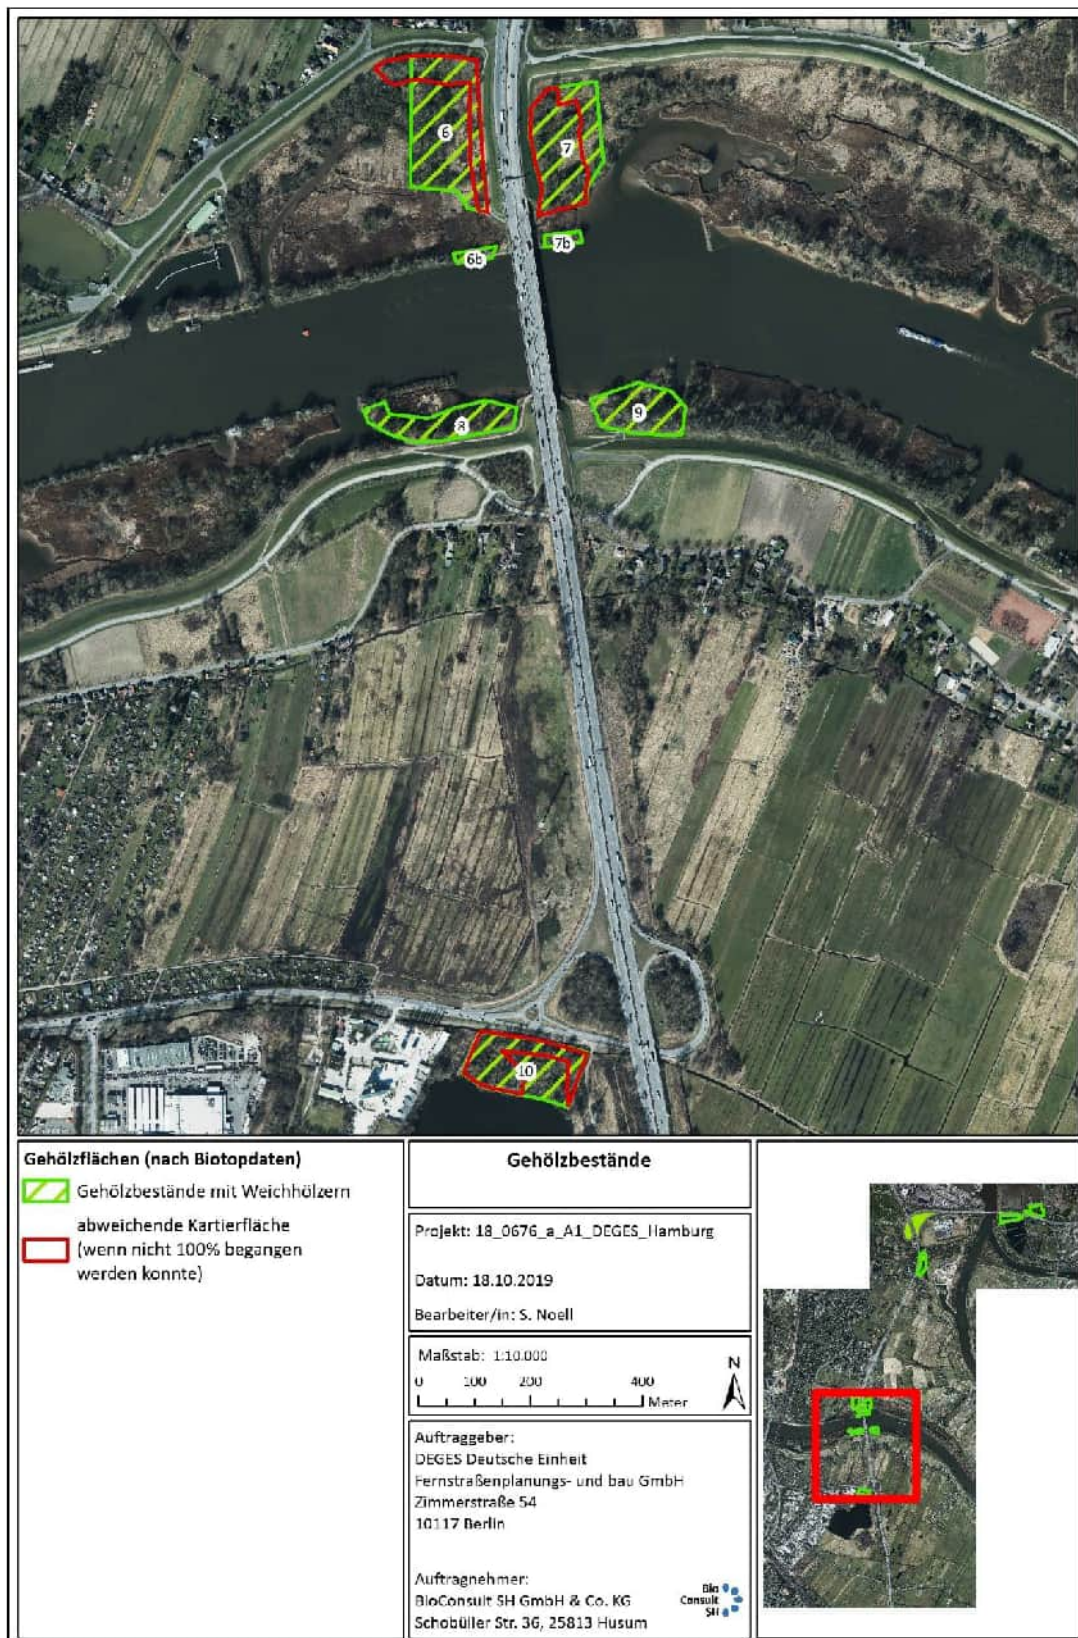 6
7
6b
7b
8
9
10
Gehölzflächen (nach Biotopdaten)
Gehölzbestände mit Weichhölzern
abweichende Kartierfläche
(wenn nicht 100% begangen
werden konnte)
Gehölzbestände
Projekt: 18_0676_a_A1_DEGES_Hamburg
Datum: 18.10.2019
Bearbeiter/in: S. Noell
Maßstab: 1:10.000
0 100 200 400
Meter
N
Auftraggeber:
DEGES Deutsche Einheit
Fernstraßenplanungs- und bau GmbH
Zimmerstraße 54
10117 Berlin
Auftragnehmer:
BioConsult SH GmbH & Co. KG
Schobüller Str. 36, 25813 Husum
Bio
Consult
SH